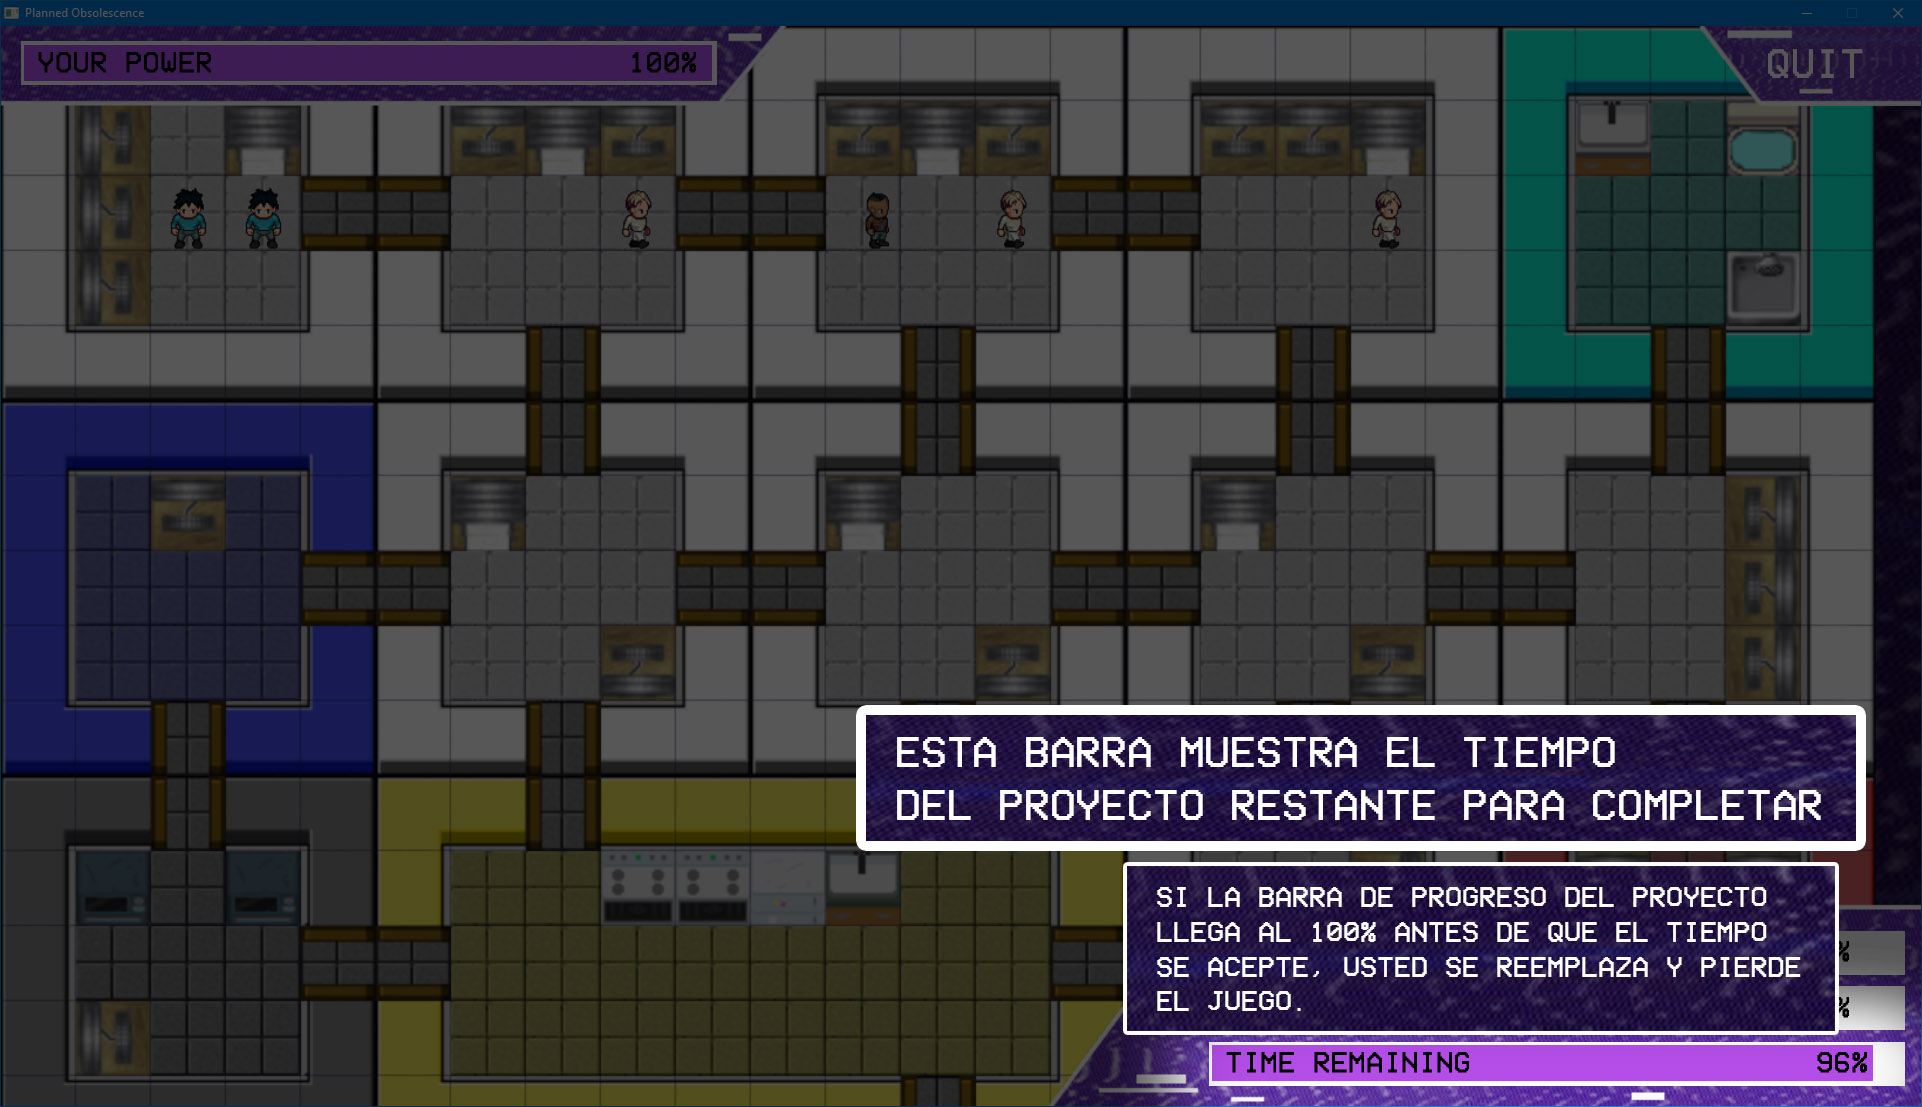 Planned Obsolescence
YOUR POWER 100%
QUIT
ESTA BARRA MUESTRA EL TIEMPO
DEL PROYECTO RESTANTE PARA COMPLETAR
SI LA BARRA DE PROGRESO DEL PROYECTO
LLEGA AL 100% ANTES DE QUE EL TIEMPO
SE ACEPTE, USTED SE REEMPLAZA Y PIERDE
EL JUEGO.
%
%
TIME REMAINING 96%